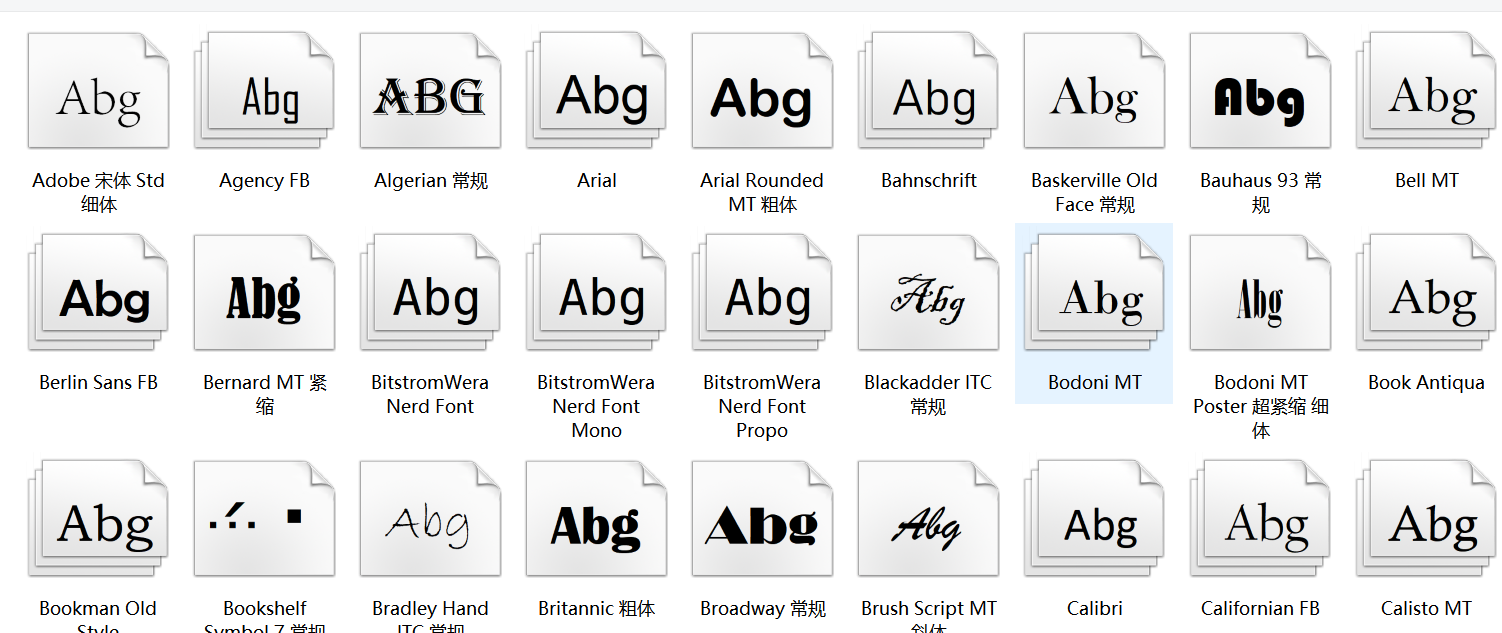 Abg
Abg
ABG
Abg
Abg
Abg
Abg
Abg
Abg
Adobe 宋体 Std
细体
Agency FB
Algerian 常规
Arial
Arial Rounded
MT 粗体
Bahnschrift
Baskerville Old
Face 常规
Bauhaus 93 常
规
Bell MT
Abg
Abg
Abg
Abg
Abg
Abg
Abg
Abg
Abg
Berlin Sans FB
Bernard MT 紧
缩
BitstromWera
Nerd Font
BitstromWera
Nerd Font
Mono
BitstromWera
Nerd Font
Propo
Blackadder ITC
常规
Bodoni MT
Bodoni MT
Poster 超紧缩 细
体
Book Antiqua
Abg
Abg
Abg
Abg
Abg
Abg
Abg
Abg
Bookman Old
Style
Bookshelf
Symbol 7 常规
Bradley Hand
ITC 常规
Britannic 粗体
Broadway 常规
Brush Script MT
斜体
Calibri
Californian FB
Calisto MT